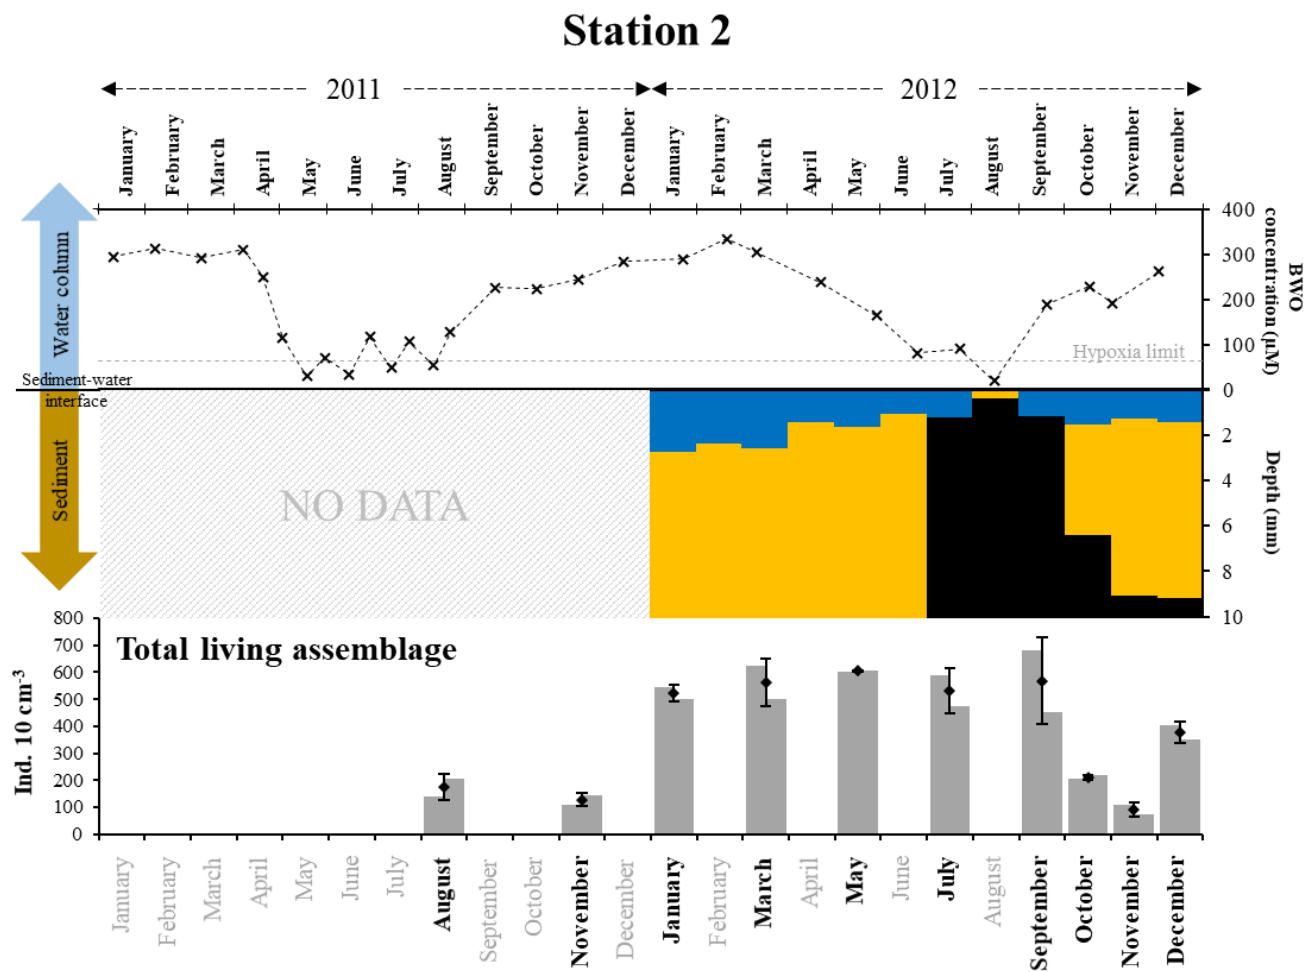 Station 2
2011
2012
January
February
March
April
May
June
July
August
September
October
November
December
January
February
March
April
May
June
July
August
September
October
November
December
Water column
Sediment-water
interface
Sediment
400
300
200
100
0
BWO
concentration (µM)
Hypoxia limit
NO DATA
2
4
6
8
10
Depth (mm)
Total living assemblage
Ind. 10 cm⁻³
800
700
600
500
400
300
200
100
0
January
February
March
April
May
June
July
August
September
October
November
December
January
February
March
April
May
June
July
August
September
October
November
December